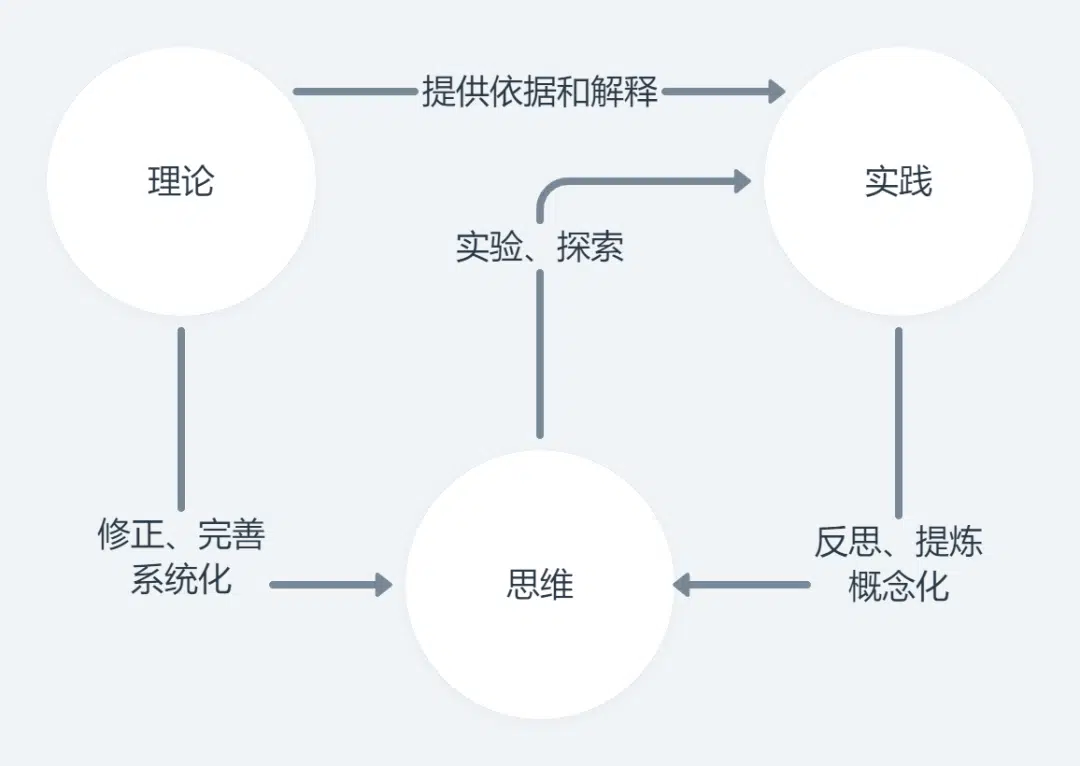 提供依据和解释
理论
实践
实验、探索
修正、完善
系统化
思维
反思、提炼
概念化